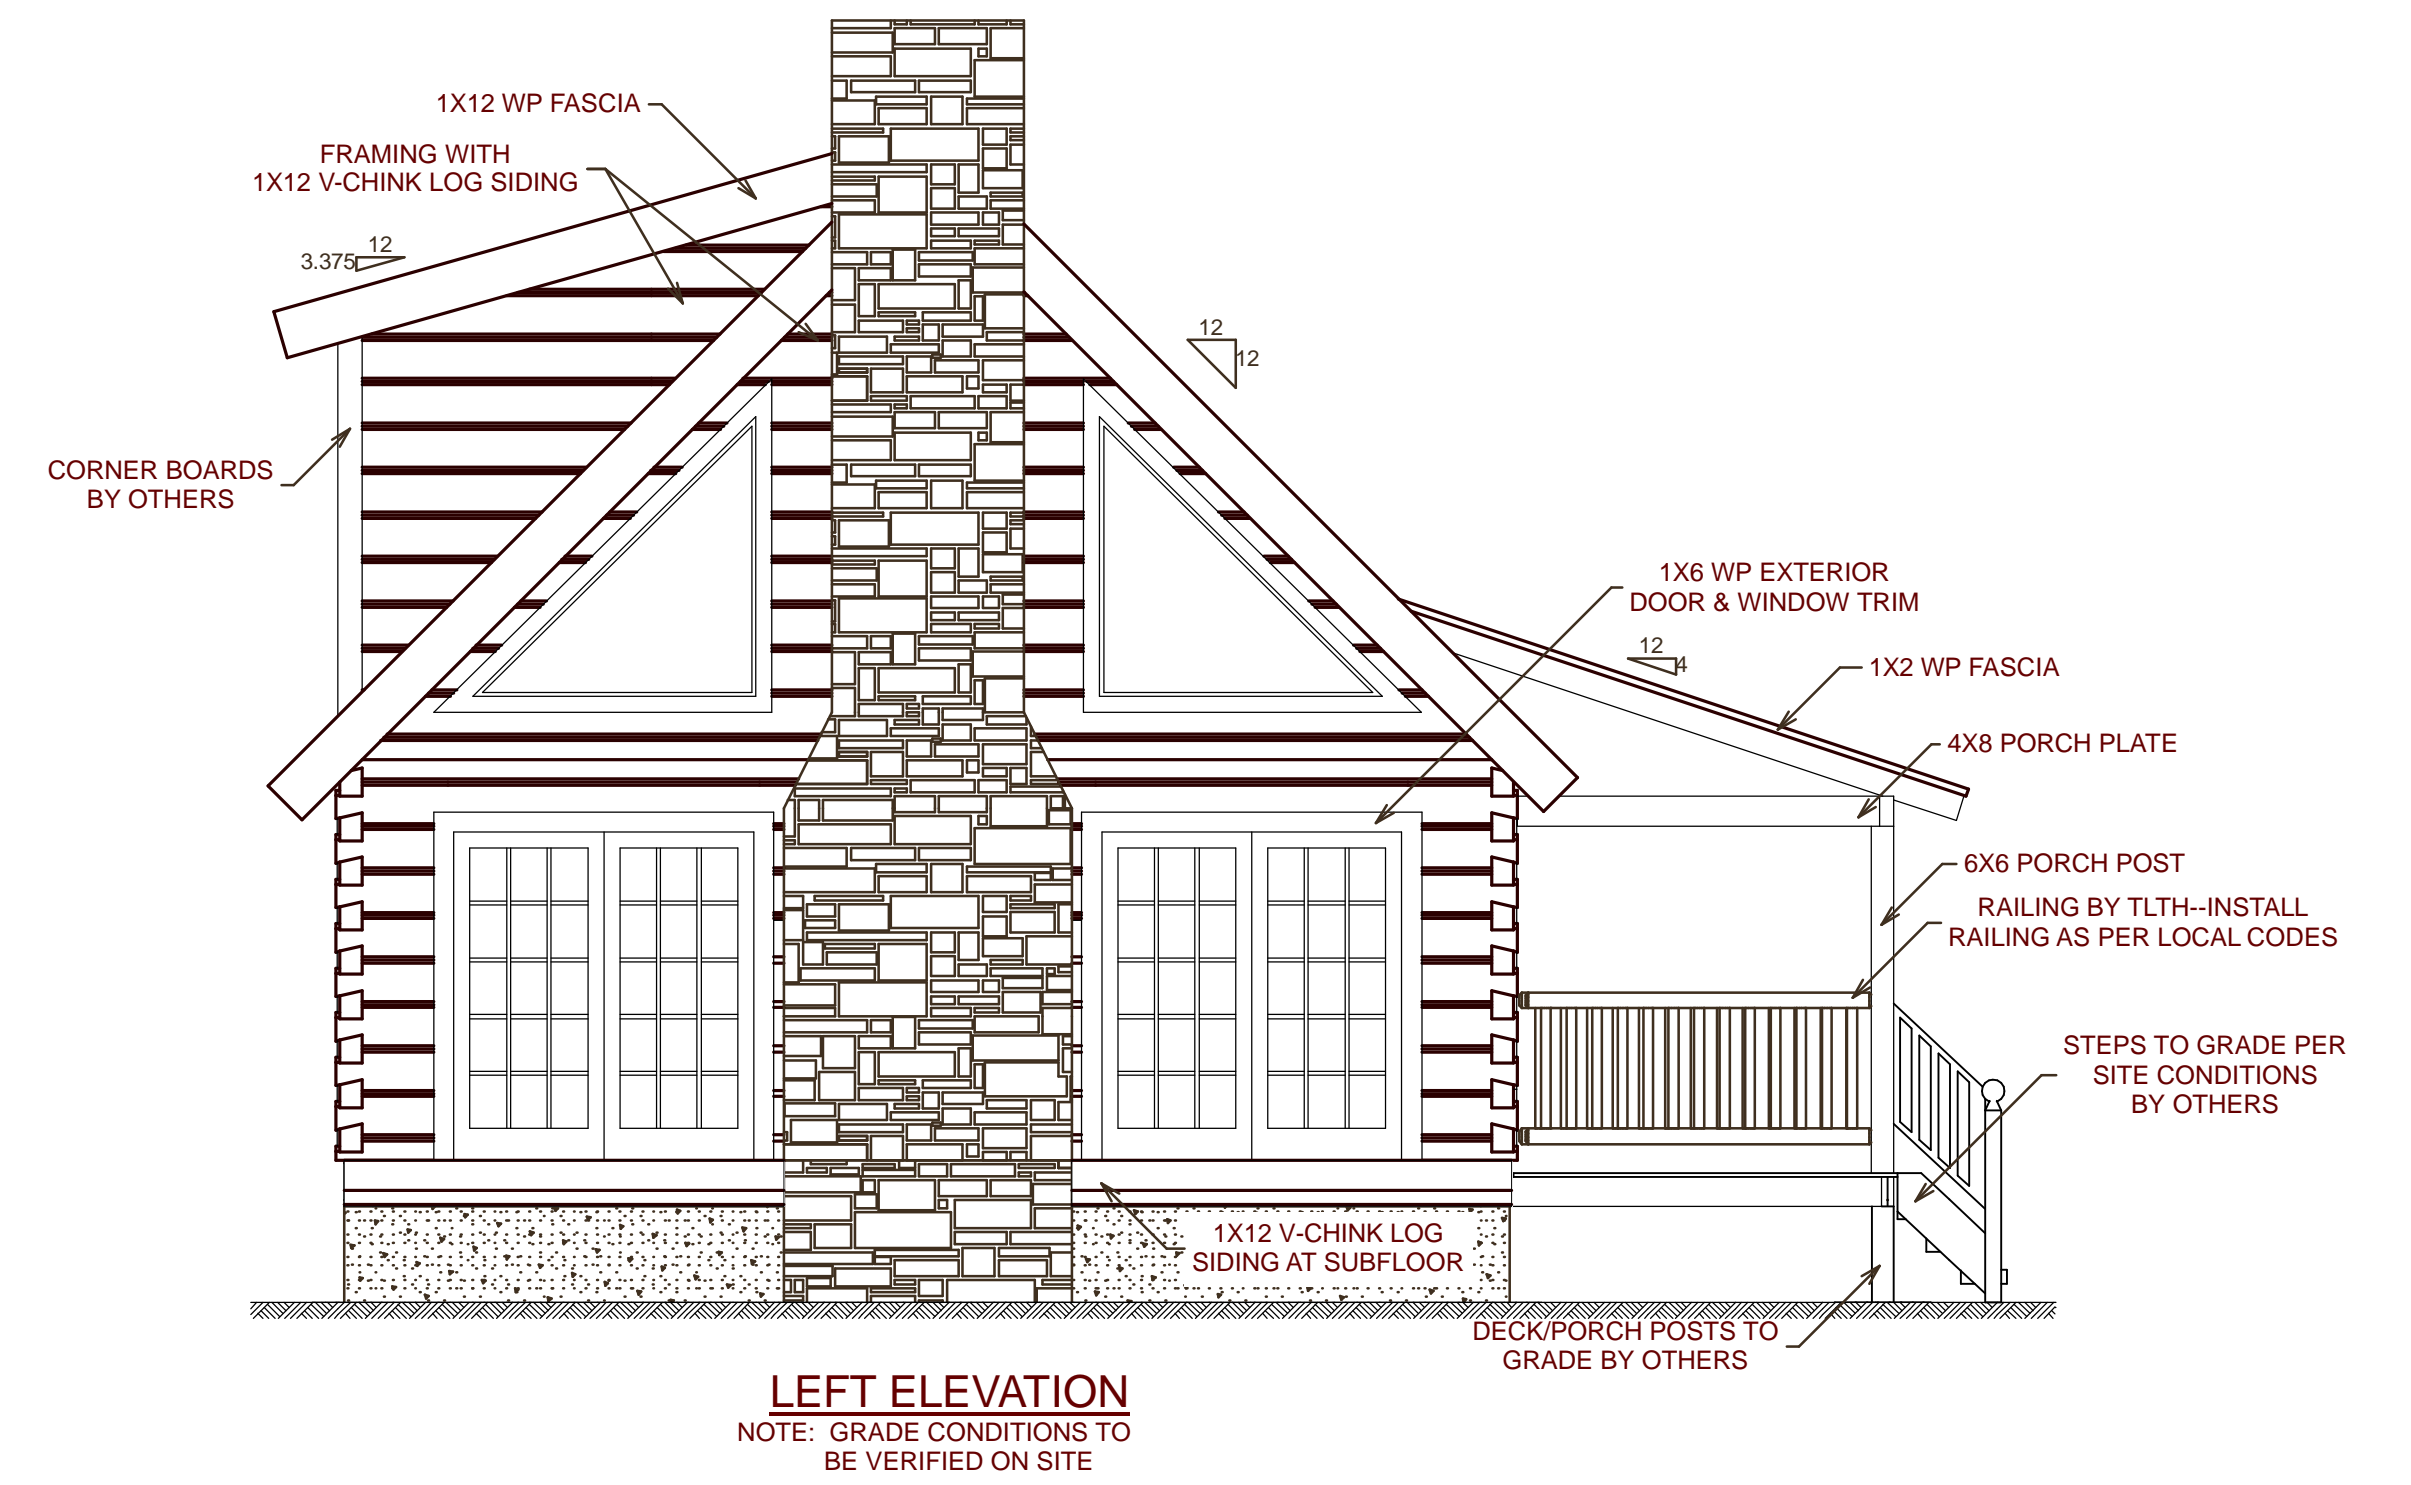 1X12 WP FASCIA
FRAMING WITH
1X12 V-CHINK LOG SIDING
12
3.375
12
12
CORNER BOARDS
BY OTHERS
1X6 WP EXTERIOR
DOOR & WINDOW TRIM
12
4
1X2 WP FASCIA
4X8 PORCH PLATE
6X6 PORCH POST
RAILING BY TLTH--INSTALL
RAILING AS PER LOCAL CODES
STEPS TO GRADE PER
SITE CONDITIONS
BY OTHERS
1X12 V-CHINK LOG
SIDING AT SUBFLOOR
DECK/PORCH POSTS TO
GRADE BY OTHERS
LEFT ELEVATION
NOTE: GRADE CONDITIONS TO
BE VERIFIED ON SITE